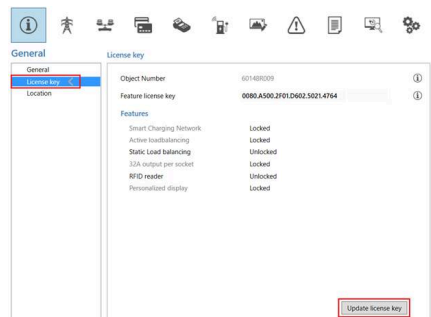 General
License key
General
License key
Location
Object Number 6014BR009
Feature license key 0080.A500.2F01.D602.5021.4764
Features
Smart Charging Network Locked
Active loadbalancing Locked
Static Load balancing Unlocked
32A output per socket Locked
RFID reader Unlocked
Personalized display Locked
Update license key